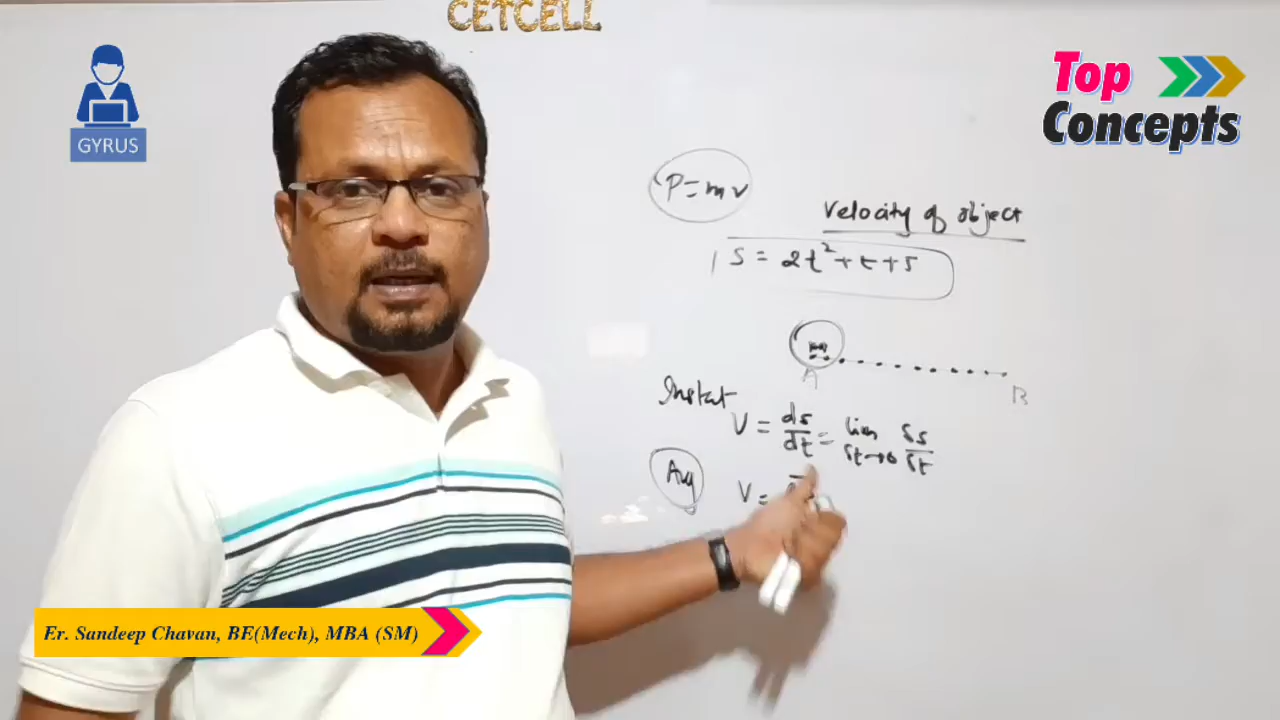 CETCELL
GYRUS
Top
Concepts
P = mv
Velocity of object
S = 2t² + t + 5
m
A
B
Instat
V = ds/dt = lim δt→0 δs/δt
Avg
V =
Er. Sandeep Chavan, BE(Mech), MBA (SM)